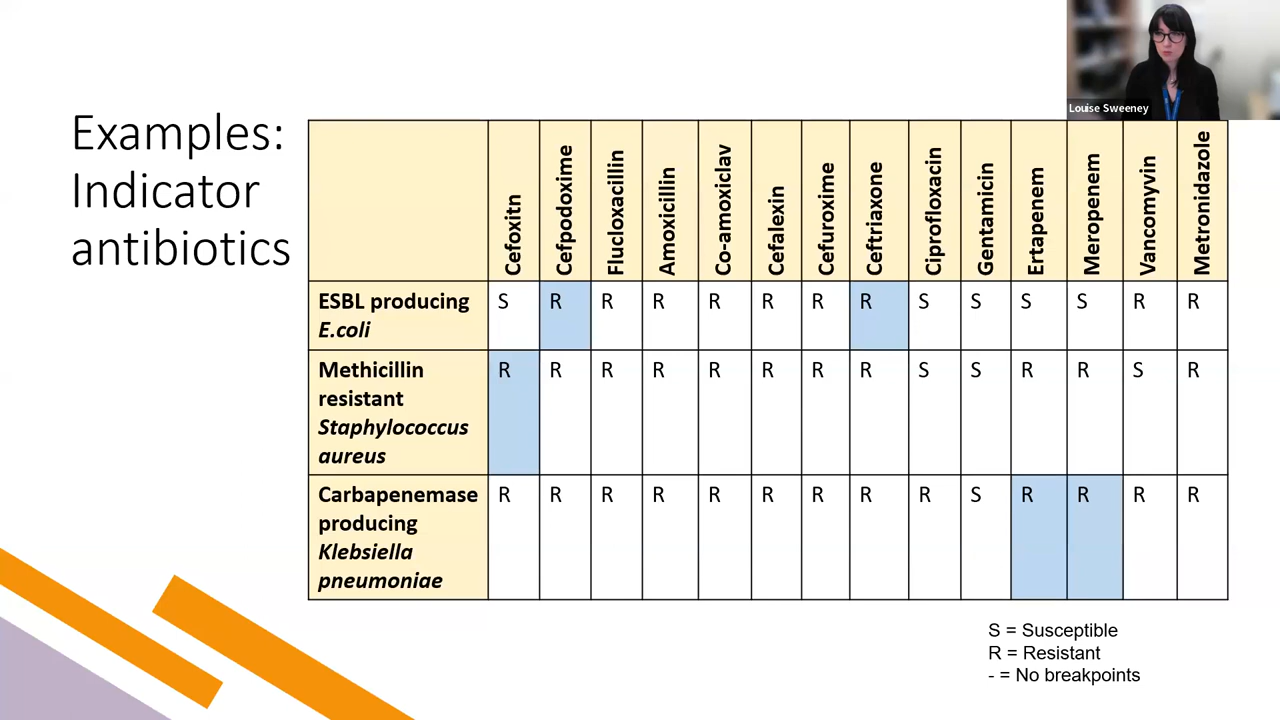 Louise Sweeney
Examples:
Indicator
antibiotics
Cefoxitn
Cefpodoxime
Flucloxacillin
Amoxicillin
Co-amoxiclav
Cefalexin
Cefuroxime
Ceftriaxone
Ciprofloxacin
Gentamicin
Ertapenem
Meropenem
Vancomyvin
Metronidazole
ESBL producing
E.coli
S R R R R R R R S S S S R R
Methicillin
resistant
Staphylococcus
aureus
R R R R R R R R S S R R S R
Carbapenemase
producing
Klebsiella
pneumoniae
R R R R R R R R R S R R R R
S = Susceptible
R = Resistant
- = No breakpoints